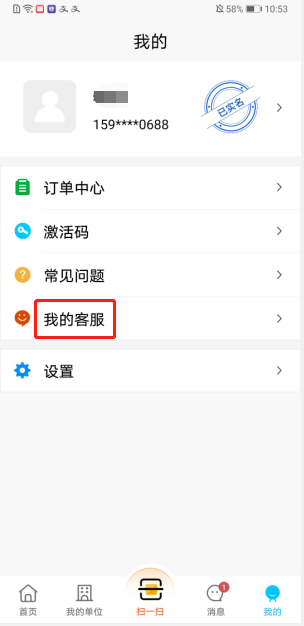 58% 10:53
我的
159****0688
已实名
订单中心
激活码
?
常见问题
我的客服
设置
1
首页 我的单位 扫一扫 消息 我的